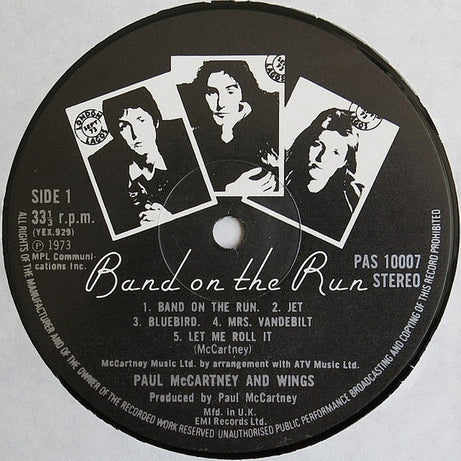 LONDON
LAGOS
SEPT 73
SIDE 1
33⅓ r.p.m.
(YEX.929)
Ⓟ 1973
MPL Communi-
cations Inc.
PAS 10007
STEREO
Band on the Run
1. BAND ON THE RUN. 2. JET
3. BLUEBIRD. 4. MRS. VANDEBILT
5. LET ME ROLL IT
(McCartney)
McCartney Music Ltd. by arrangement with ATV Music Ltd.
PAUL McCARTNEY AND WINGS
Produced by Paul McCartney
Mfd. in U.K.
EMI Records Ltd.
ALL RIGHTS OF THE MANUFACTURER AND OF THE OWNER OF THE RECORDED WORK RESERVED UNAUTHORISED PUBLIC PERFORMANCE BROADCASTING AND COPYING OF THIS RECORD PROHIBITED